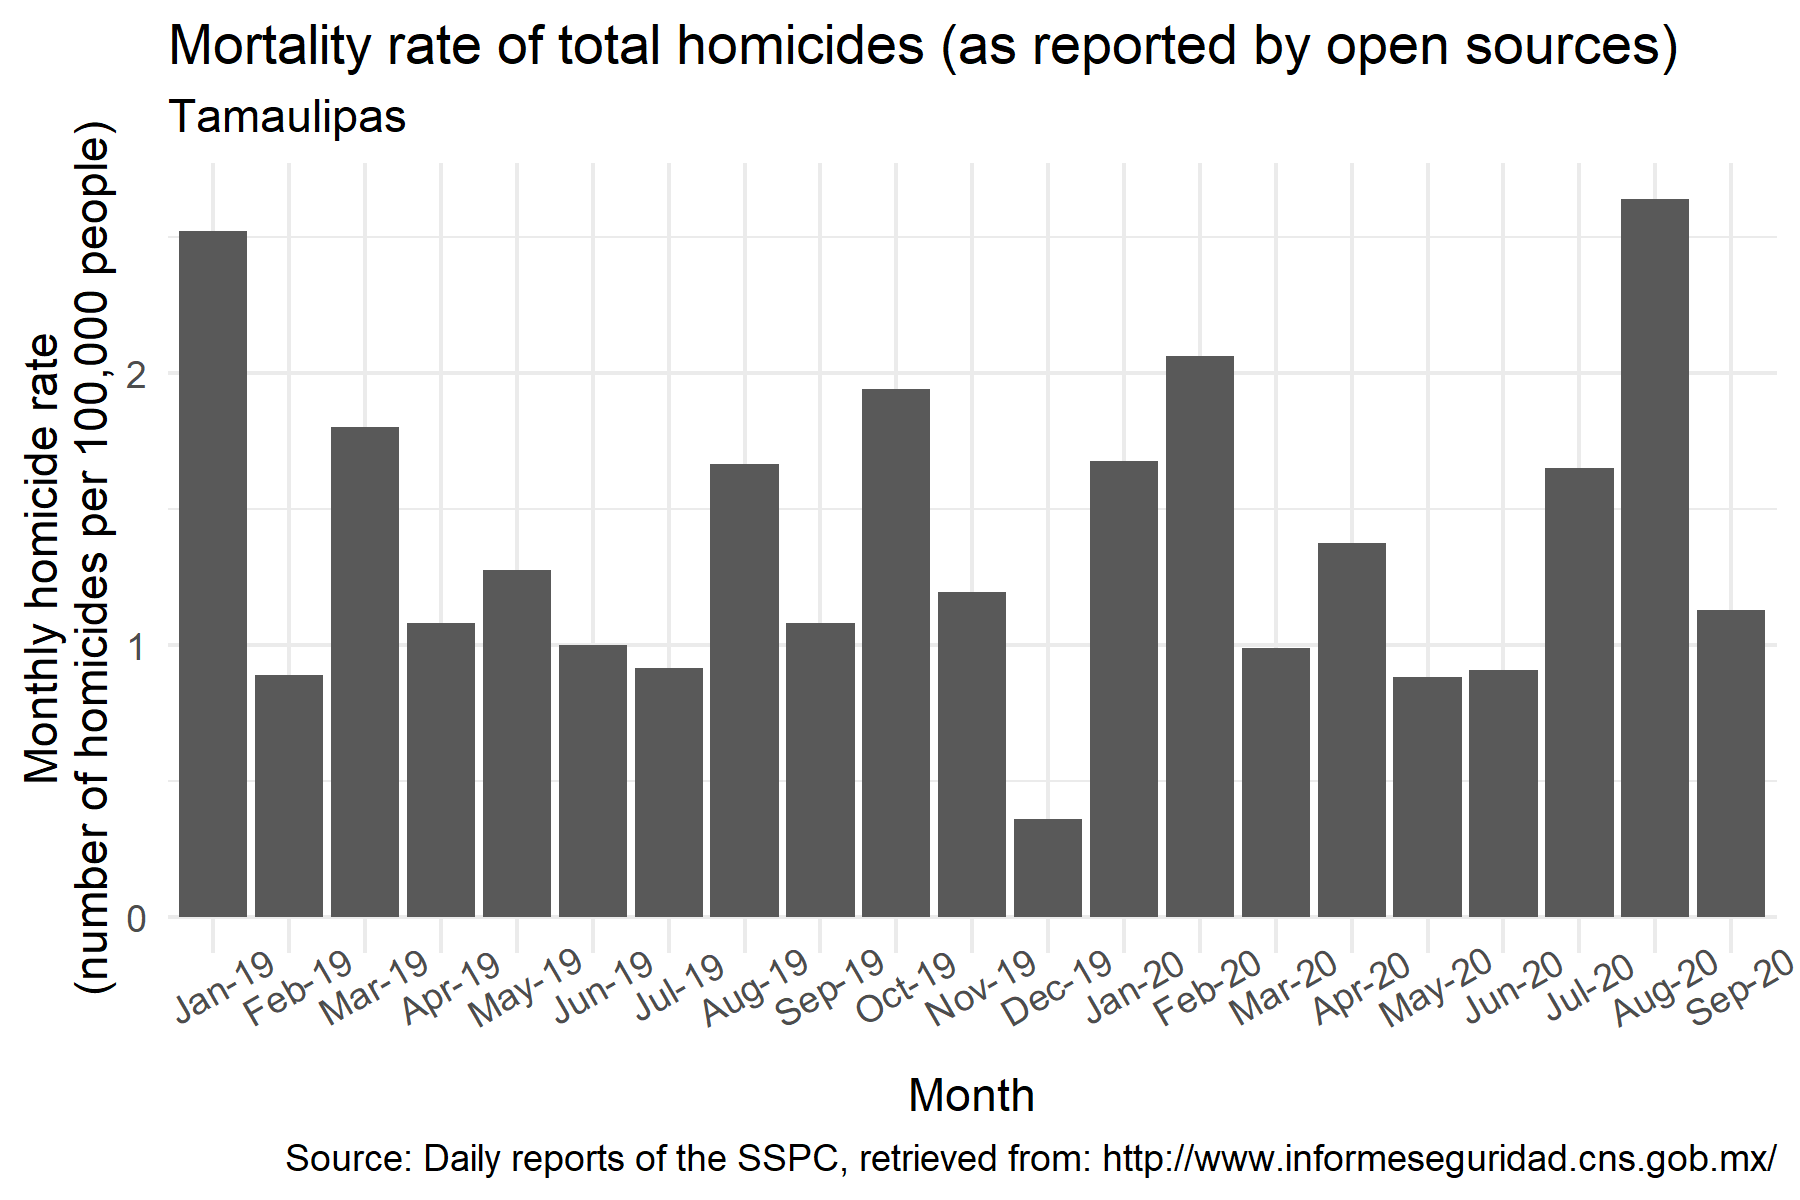 Mortality rate of total homicides (as reported by open sources)
Tamaulipas
Monthly homicide rate
(number of homicides per 100,000 people)
2
1
0
Jan-19
Feb-19
Mar-19
Apr-19
May-19
Jun-19
Jul-19
Aug-19
Sep-19
Oct-19
Nov-19
Dec-19
Jan-20
Feb-20
Mar-20
Apr-20
May-20
Jun-20
Jul-20
Aug-20
Sep-20
Month
Source: Daily reports of the SSPC, retrieved from: http://www.informeseguridad.cns.gob.mx/